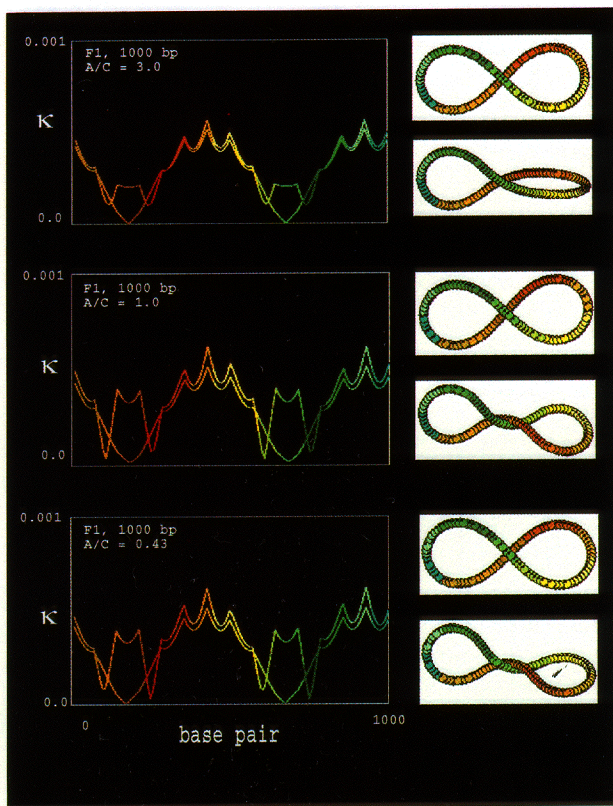 0.001
F1, 1000 bp
A/C = 3.0
κ
0.0
0.001
F1, 1000 bp
A/C = 1.0
κ
0.0
0.001
F1, 1000 bp
A/C = 0.43
κ
0.0
0
1000
base pair